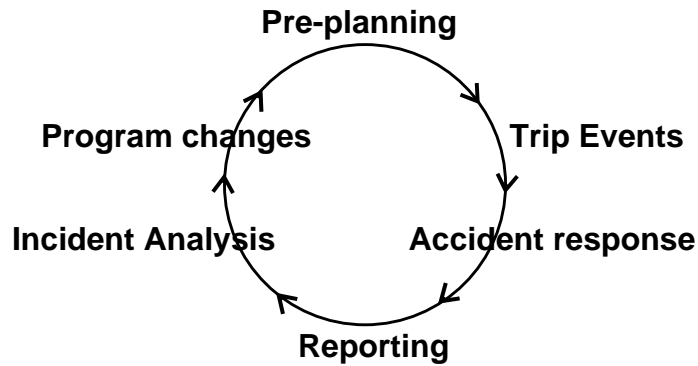 Pre-planning
Program changes
Trip Events
Incident Analysis
Accident response
Reporting